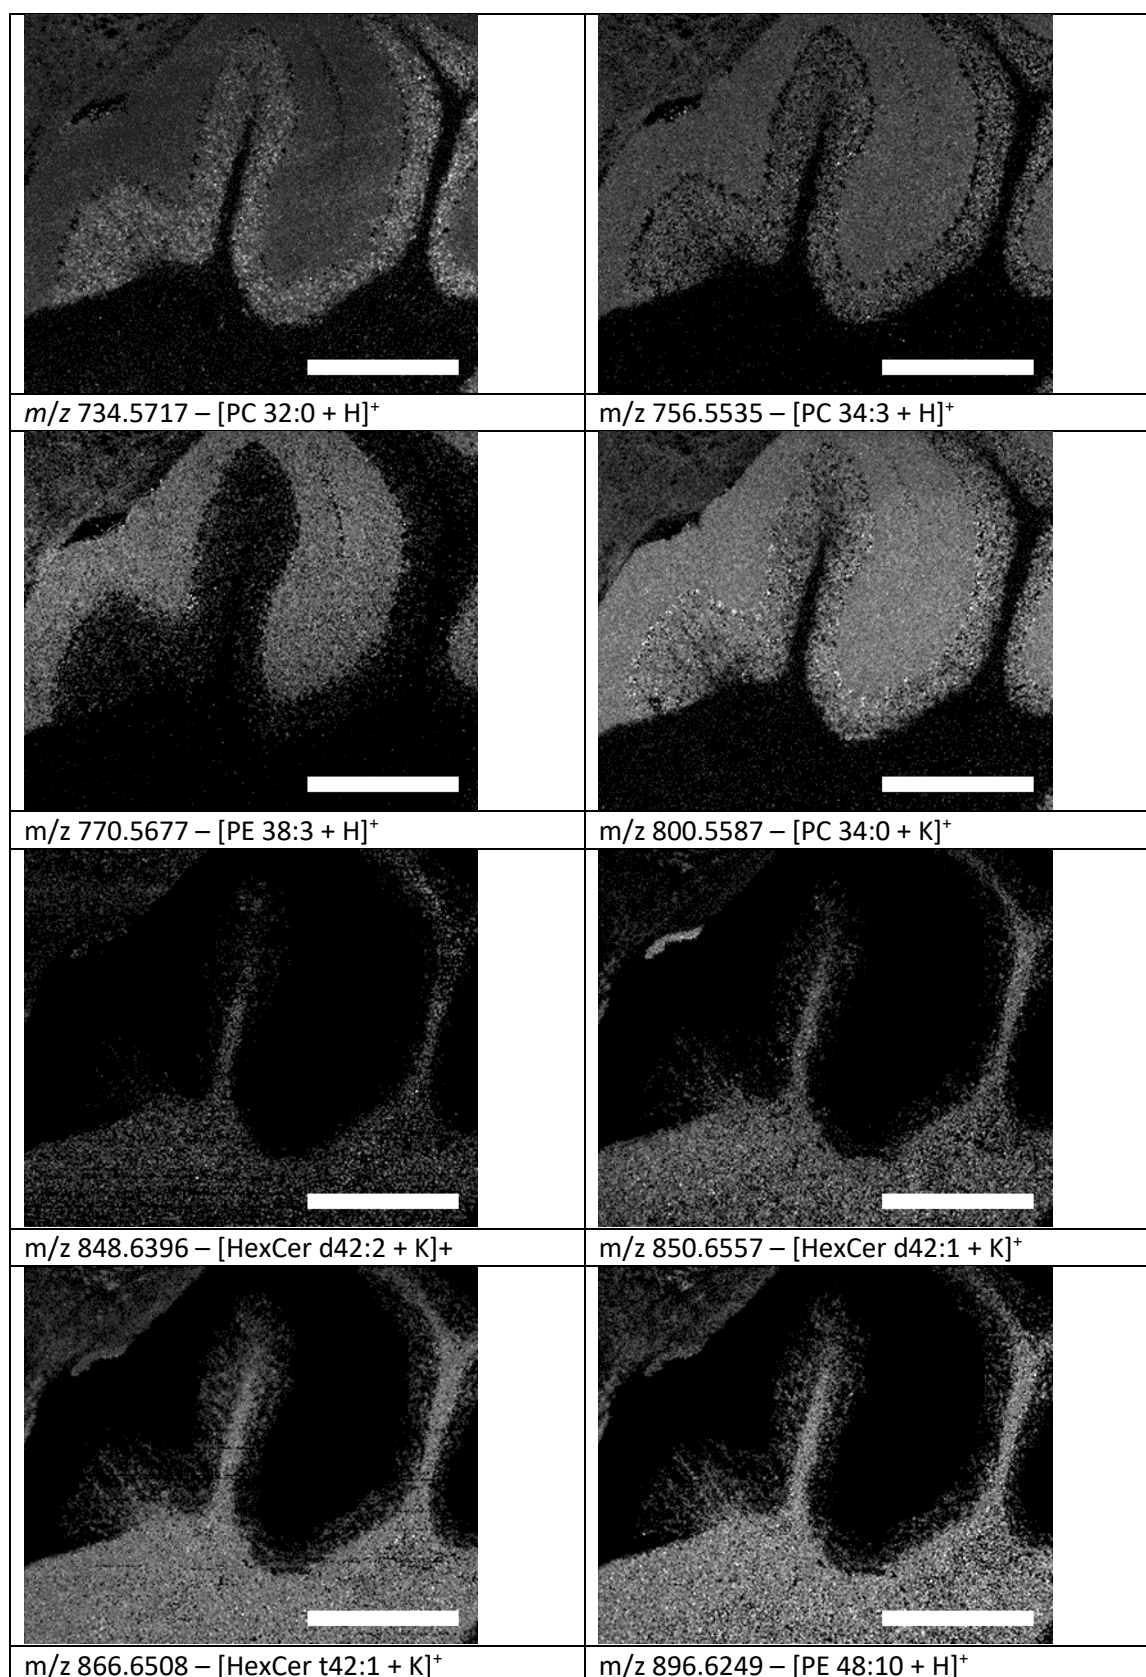 m/z 734.5717 – [PC 32:0 + H]⁺
m/z 756.5535 – [PC 34:3 + H]⁺
m/z 770.5677 – [PE 38:3 + H]⁺
m/z 800.5587 – [PC 34:0 + K]⁺
m/z 848.6396 – [HexCer d42:2 + K]+
m/z 850.6557 – [HexCer d42:1 + K]⁺
m/z 866.6508 – [HexCer t42:1 + K]⁺
m/z 896.6249 – [PE 48:10 + H]⁺